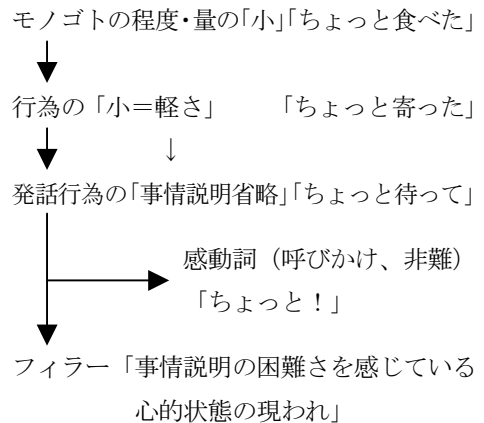 モノゴトの程度・量の「小」「ちょっと食べた」
行為の「小＝軽さ」　　「ちょっと寄った」
↓
発話行為の「事情説明省略」「ちょっと待って」
感動詞（呼びかけ、非難）
「ちょっと！」
フィラー「事情説明の困難さを感じている
心的状態の現われ」